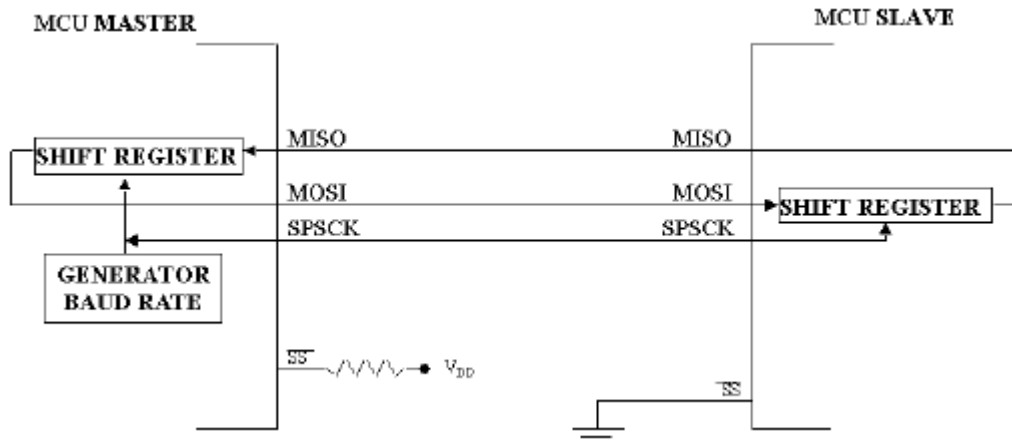 MCU MASTER
MCU SLAVE
MISO
MISO
SHIFT REGISTER
MOSI
MOSI
SHIFT REGISTER
SPSCK
SPSCK
GENERATOR
BAUD RATE
SS
VDD
SS